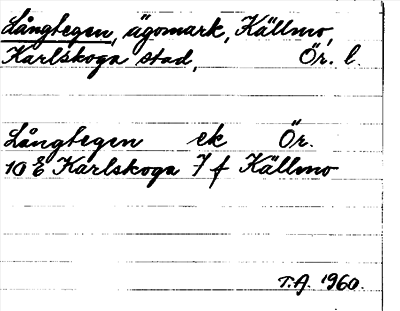 Långtegen, ägomark, Källmo,
Karlskoga stad, Ör. l.
Långtegen ek Ör.
10 E Karlskoga 7 f Källmo
T.A. 1960.